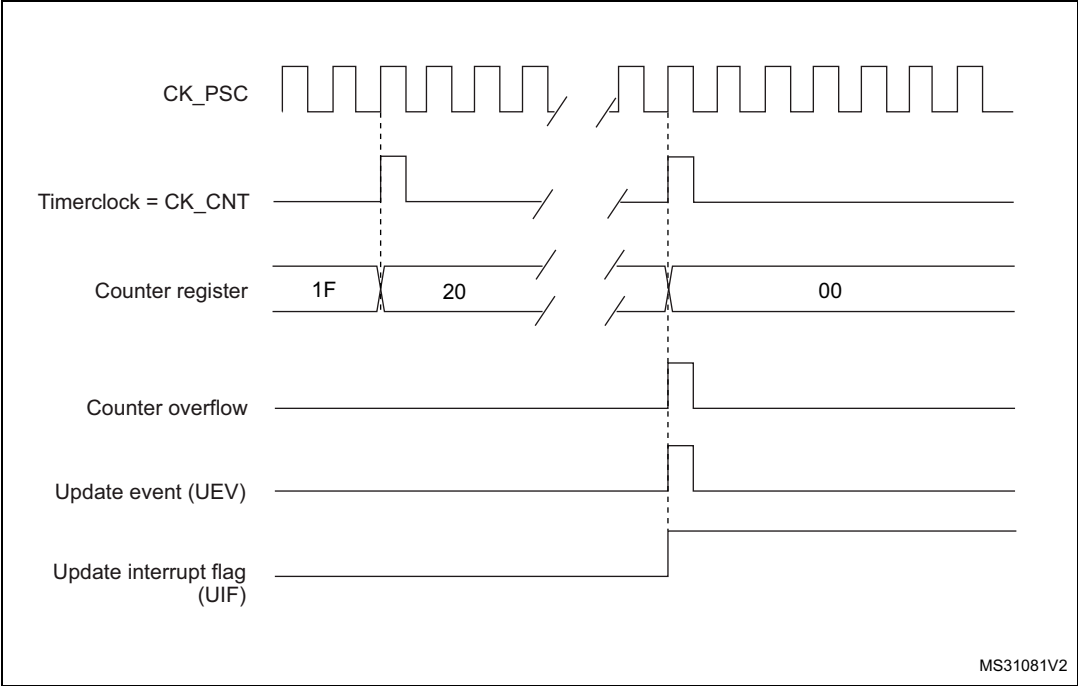 CK_PSC
Timerclock = CK_CNT
Counter register
1F
20
00
Counter overflow
Update event (UEV)
Update interrupt flag
(UIF)
MS31081V2